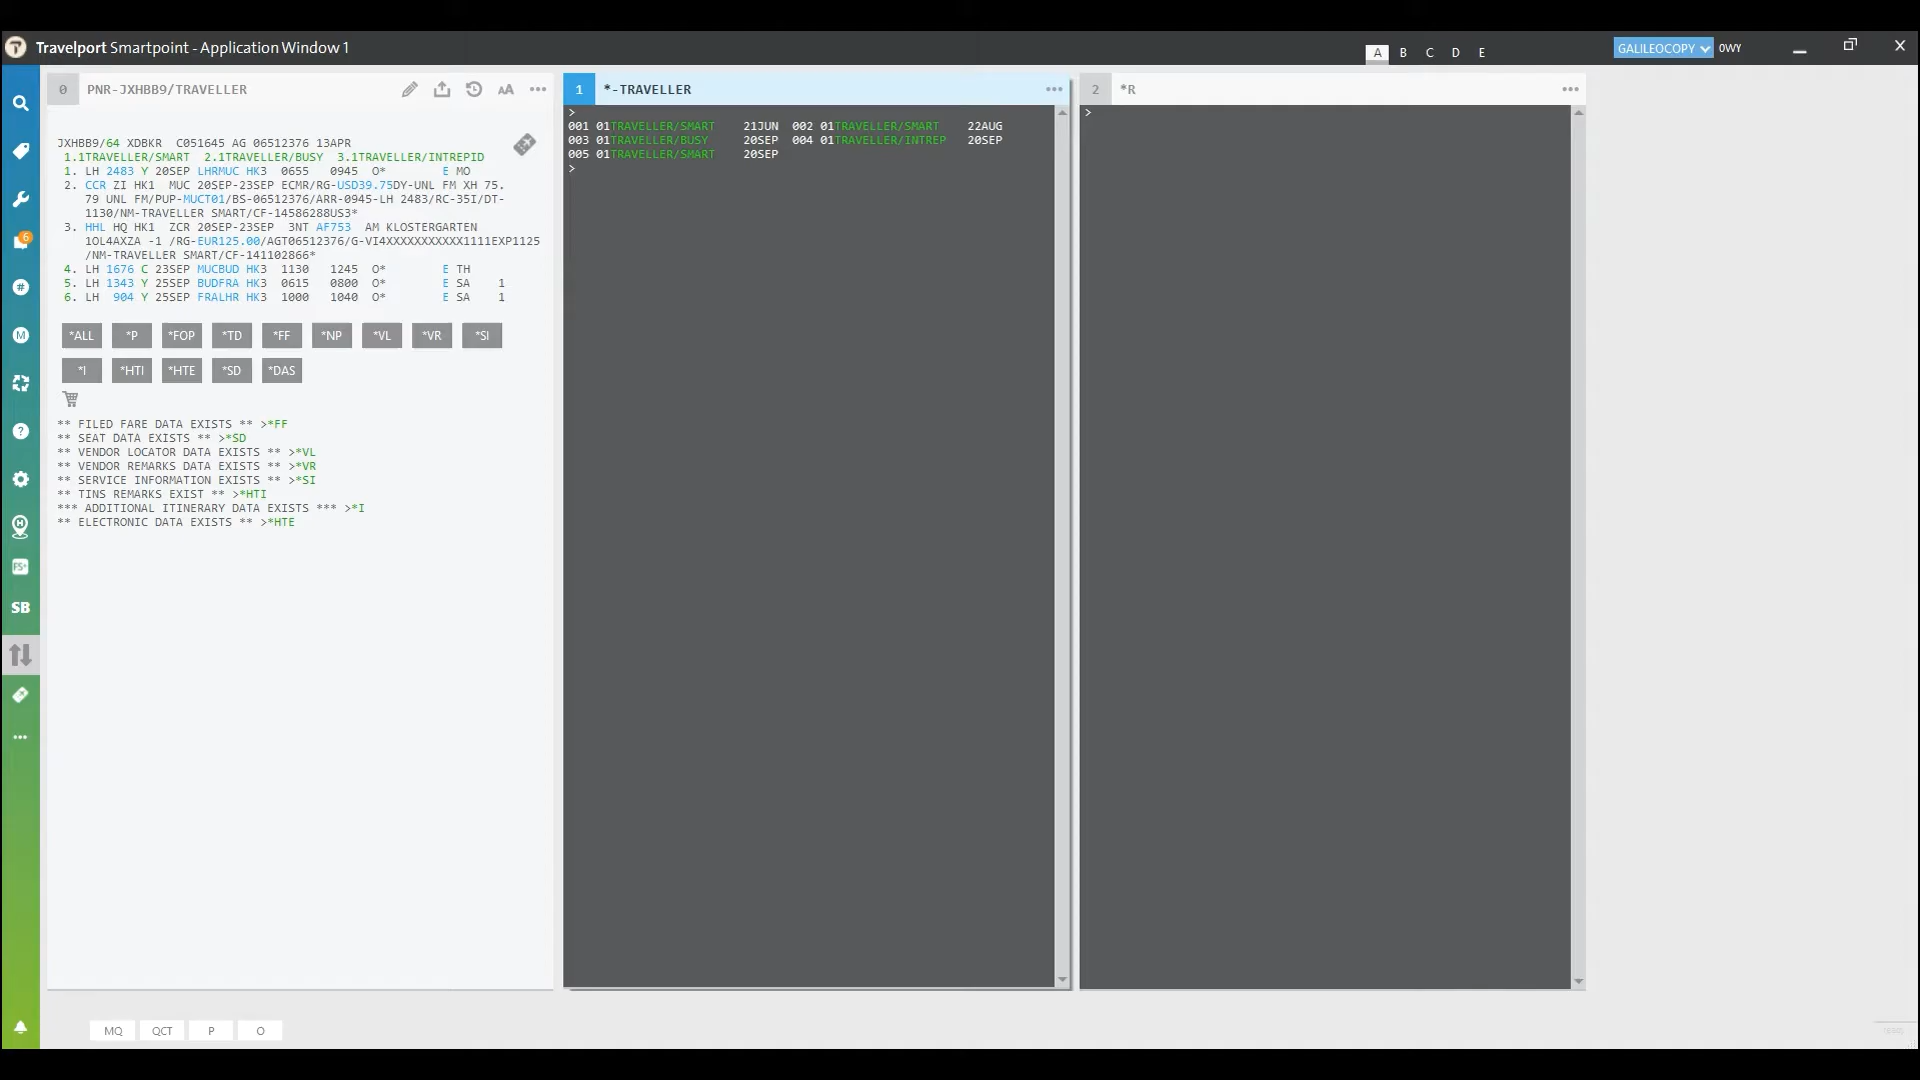 Travelport Smartpoint - Application Window 1
A B C D E
GALILEOCOPY 0WY
0 PNR-JXHBB9/TRAVELLER
AA
JXHBB9/64 XDBKR C051645 AG 06512376 13APR
1.1TRAVELLER/SMART 2.1TRAVELLER/BUSY 3.1TRAVELLER/INTREPID
1. LH 2483 Y 20SEP LHRMUC HK3 0655 0945 O* E MO
2. CCR ZI HK1 MUC 20SEP-23SEP ECMR/RG-USD39.75DY-UNL FM XH 75.
79 UNL FM/PUP-MUCT01/BS-06512376/ARR-0945-LH 2483/RC-35I/DT-
1130/NM-TRAVELLER SMART/CF-14586288US3*
3. HHL HQ HK1 ZCR 20SEP-23SEP 3NT AF753 AM KLOSTERGARTEN
1OL4AXZA -1 /RG-EUR125.00/AGT06512376/G-VI4XXXXXXXXXXX1111EXP1125
/NM-TRAVELLER SMART/CF-141102866*
4. LH 1676 C 23SEP MUCBUD HK3 1130 1245 O* E TH
5. LH 1343 Y 25SEP BUDFRA HK3 0615 0800 O* E SA 1
6. LH 904 Y 25SEP FRALHR HK3 1000 1040 O* E SA 1
*ALL *P *FOP *TD *FF *NP *VL *VR *SI
*I *HTI *HTE *SD *DAS
** FILED FARE DATA EXISTS ** >*FF
** SEAT DATA EXISTS ** >*SD
** VENDOR LOCATOR DATA EXISTS ** >*VL
** VENDOR REMARKS DATA EXISTS ** >*VR
** SERVICE INFORMATION EXISTS ** >*SI
** TINS REMARKS EXIST ** >*HTI
*** ADDITIONAL ITINERARY DATA EXISTS *** >*I
** ELECTRONIC DATA EXISTS ** >*HTE
1 *-TRAVELLER
>
001 01TRAVELLER/SMART 21JUN 002 01TRAVELLER/SMART 22AUG
003 01TRAVELLER/BUSY 20SEP 004 01TRAVELLER/INTREP 20SEP
005 01TRAVELLER/SMART 20SEP
>
2 *R
>
6
#
M
?
H
FS+
SB
MQ QCT P O